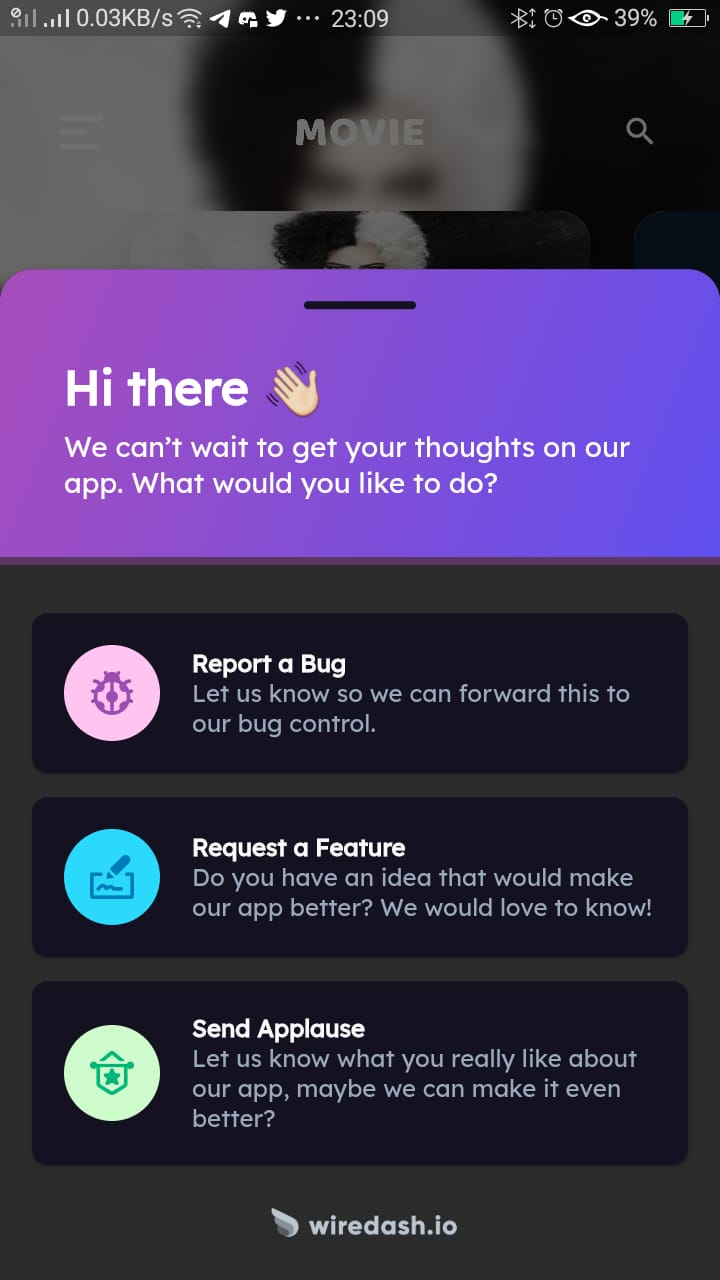 0.03KB/s ··· 23:09 39%
MOVIE
Hi there 👋🏻
We can’t wait to get your thoughts on our
app. What would you like to do?
Report a Bug
Let us know so we can forward this to
our bug control.
Request a Feature
Do you have an idea that would make
our app better? We would love to know!
Send Applause
Let us know what you really like about
our app, maybe we can make it even
better?
wiredash.io